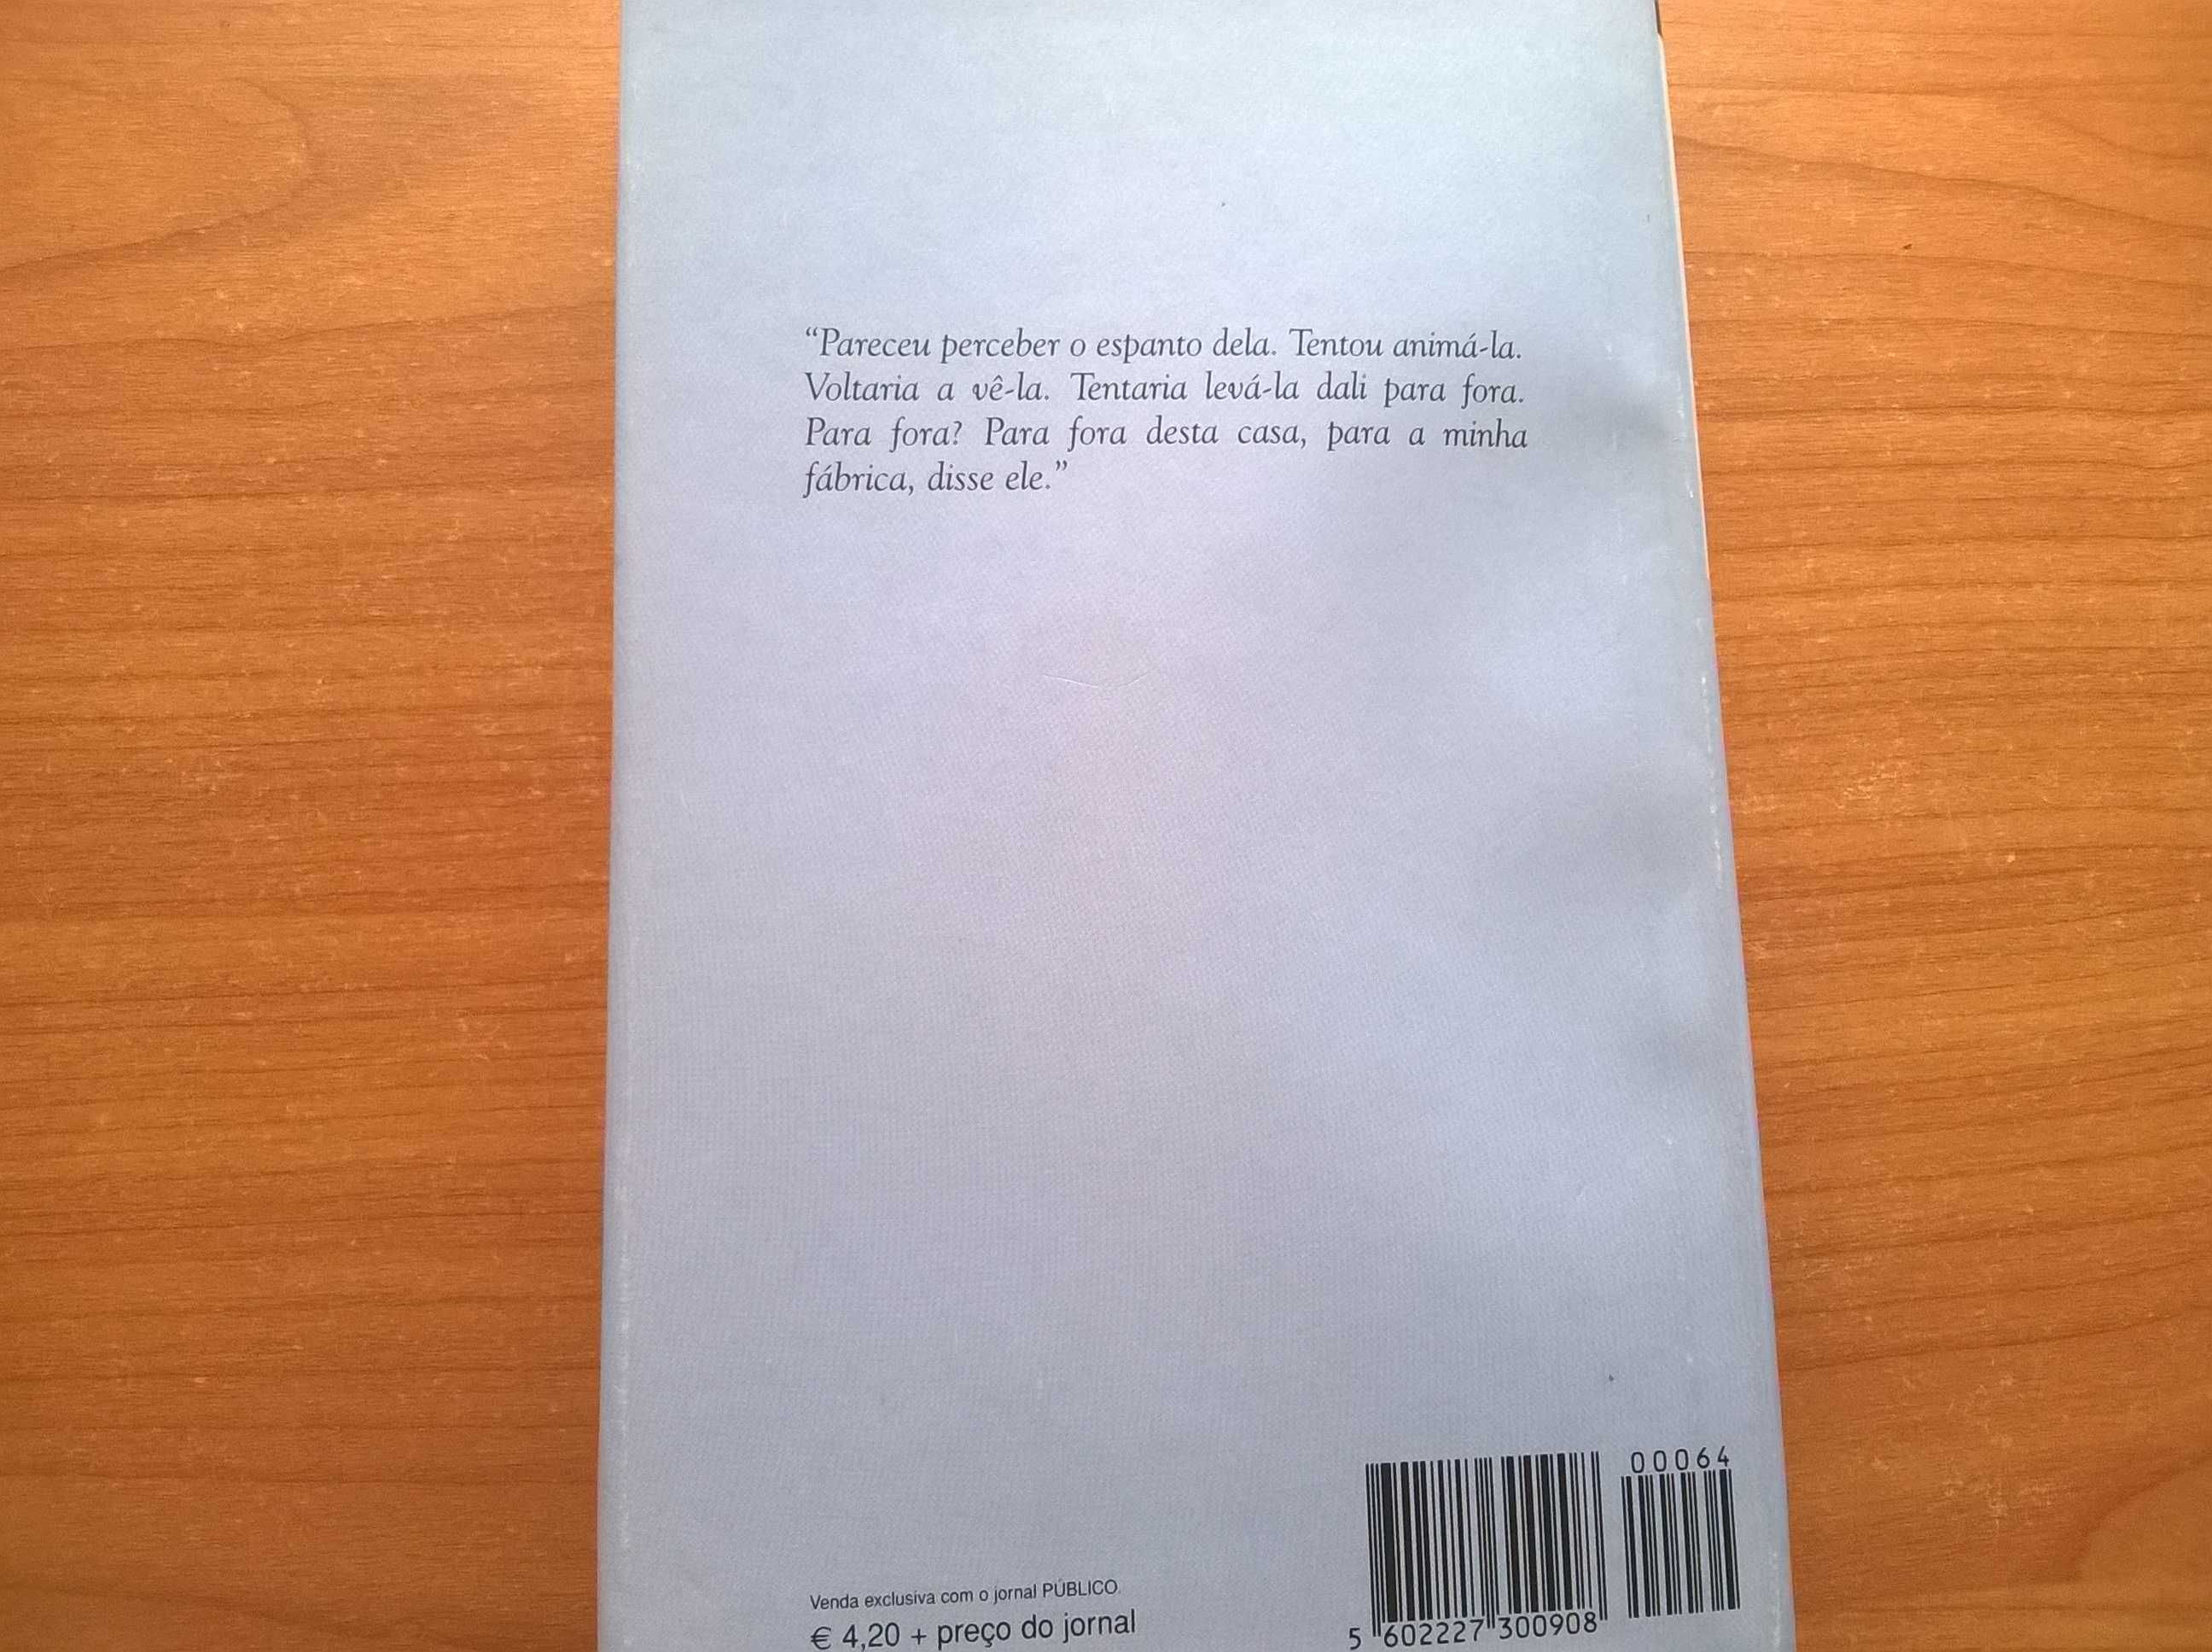 “Pareceu perceber o espanto dela. Tentou animá-la.
Voltaria a vê-la. Tentaria levá-la dali para fora.
Para fora? Para fora desta casa, para a minha
fábrica, disse ele.”
00064
Venda exclusiva com o jornal PÚBLICO
€ 4,20 + preço do jornal
5 602227 300908